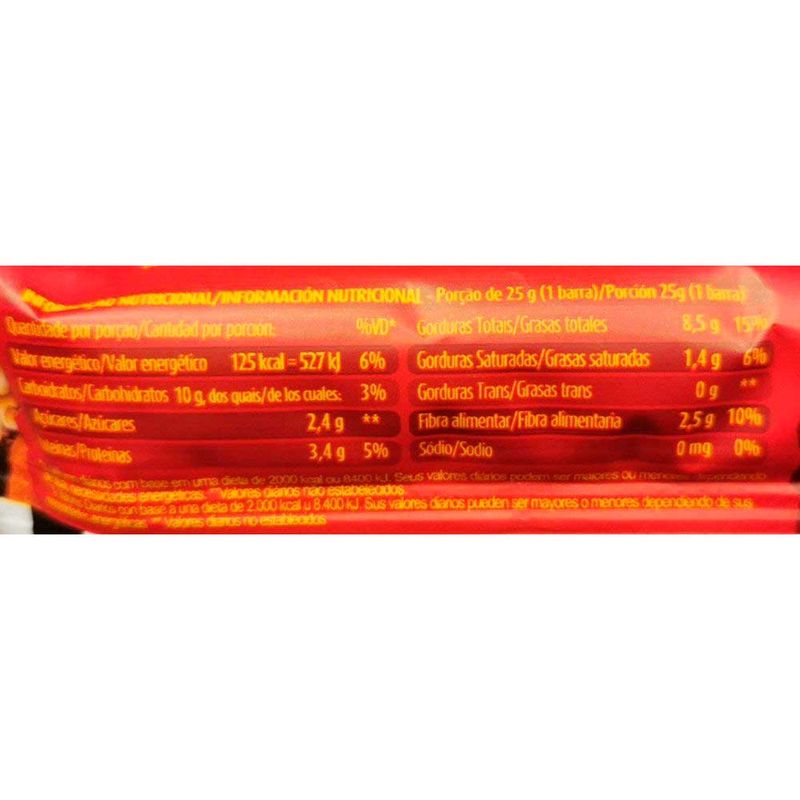 NUTRICIONAL/INFORMACIÓN NUTRICIONAL - Porção de 25 g (1 barra)/Porción 25g (1 barra)
Quantidade por porção/Cantidad por porción: %VD*
Valor energético/Valor energético 125 kcal = 527 kJ 6%
Carboidratos/Carbohidratos 10 g, dos quais/de los cuales: 3%
Açúcares/Azúcares 2,4 g **
Proteínas/Proteínas 3,4 g 5%
Gorduras Totais/Grasas totales 8,5 g 15%
Gorduras Saturadas/Grasas saturadas 1,4 g 6%
Gorduras Trans/Grasas trans 0 g **
Fibra alimentar/Fibra alimentaria 2,5 g 10%
Sódio/Sodio 0 mg 0%
com base em uma dieta de 2000 kcal ou 8400 kJ. Seus valores diários podem ser maiores ou
necessidades energéticas. **Valores diários não estabelecidos.
Diarios con base a una dieta de 2.000 kcal u 8.400 kJ. Sus valores diarios pueden ser mayores o menores dependiendo de sus
energéticas. **Valores diarios no establecidos.